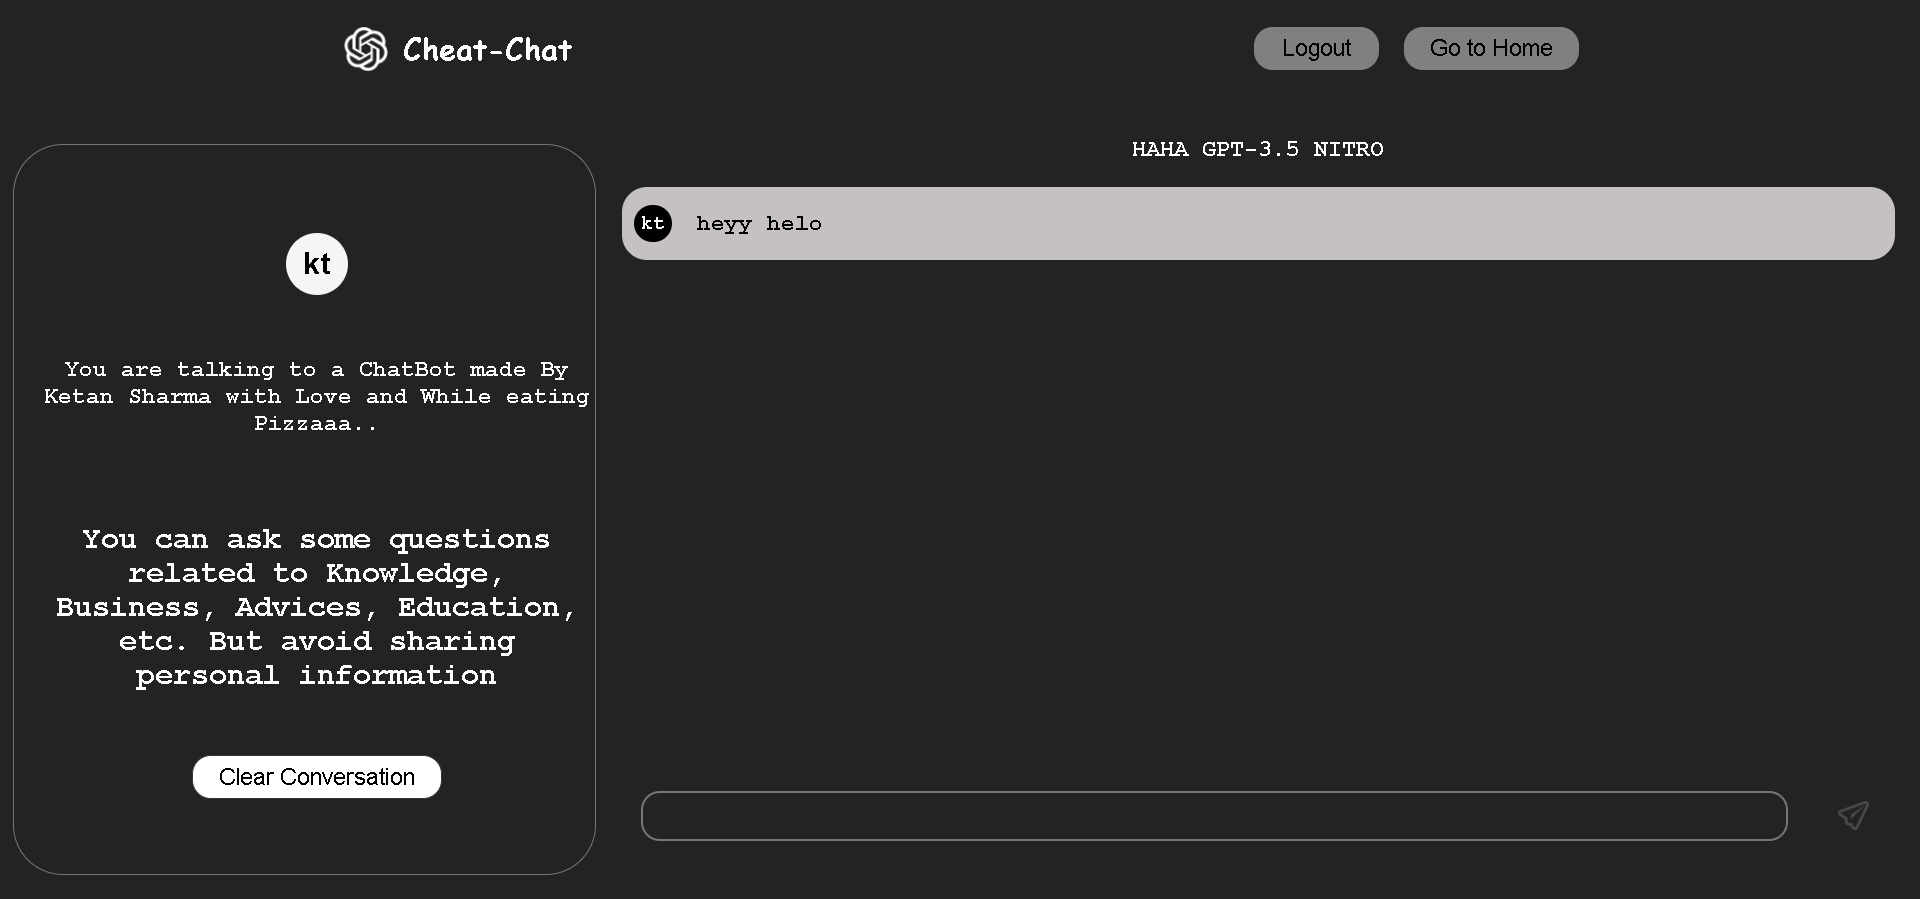 Cheat-Chat
Logout
Go to Home
kt
You are talking to a ChatBot made By
Ketan Sharma with Love and While eating
Pizzaaa..
You can ask some questions
related to Knowledge,
Business, Advices, Education,
etc. But avoid sharing
personal information
Clear Conversation
HAHA GPT-3.5 NITRO
kt heyy helo